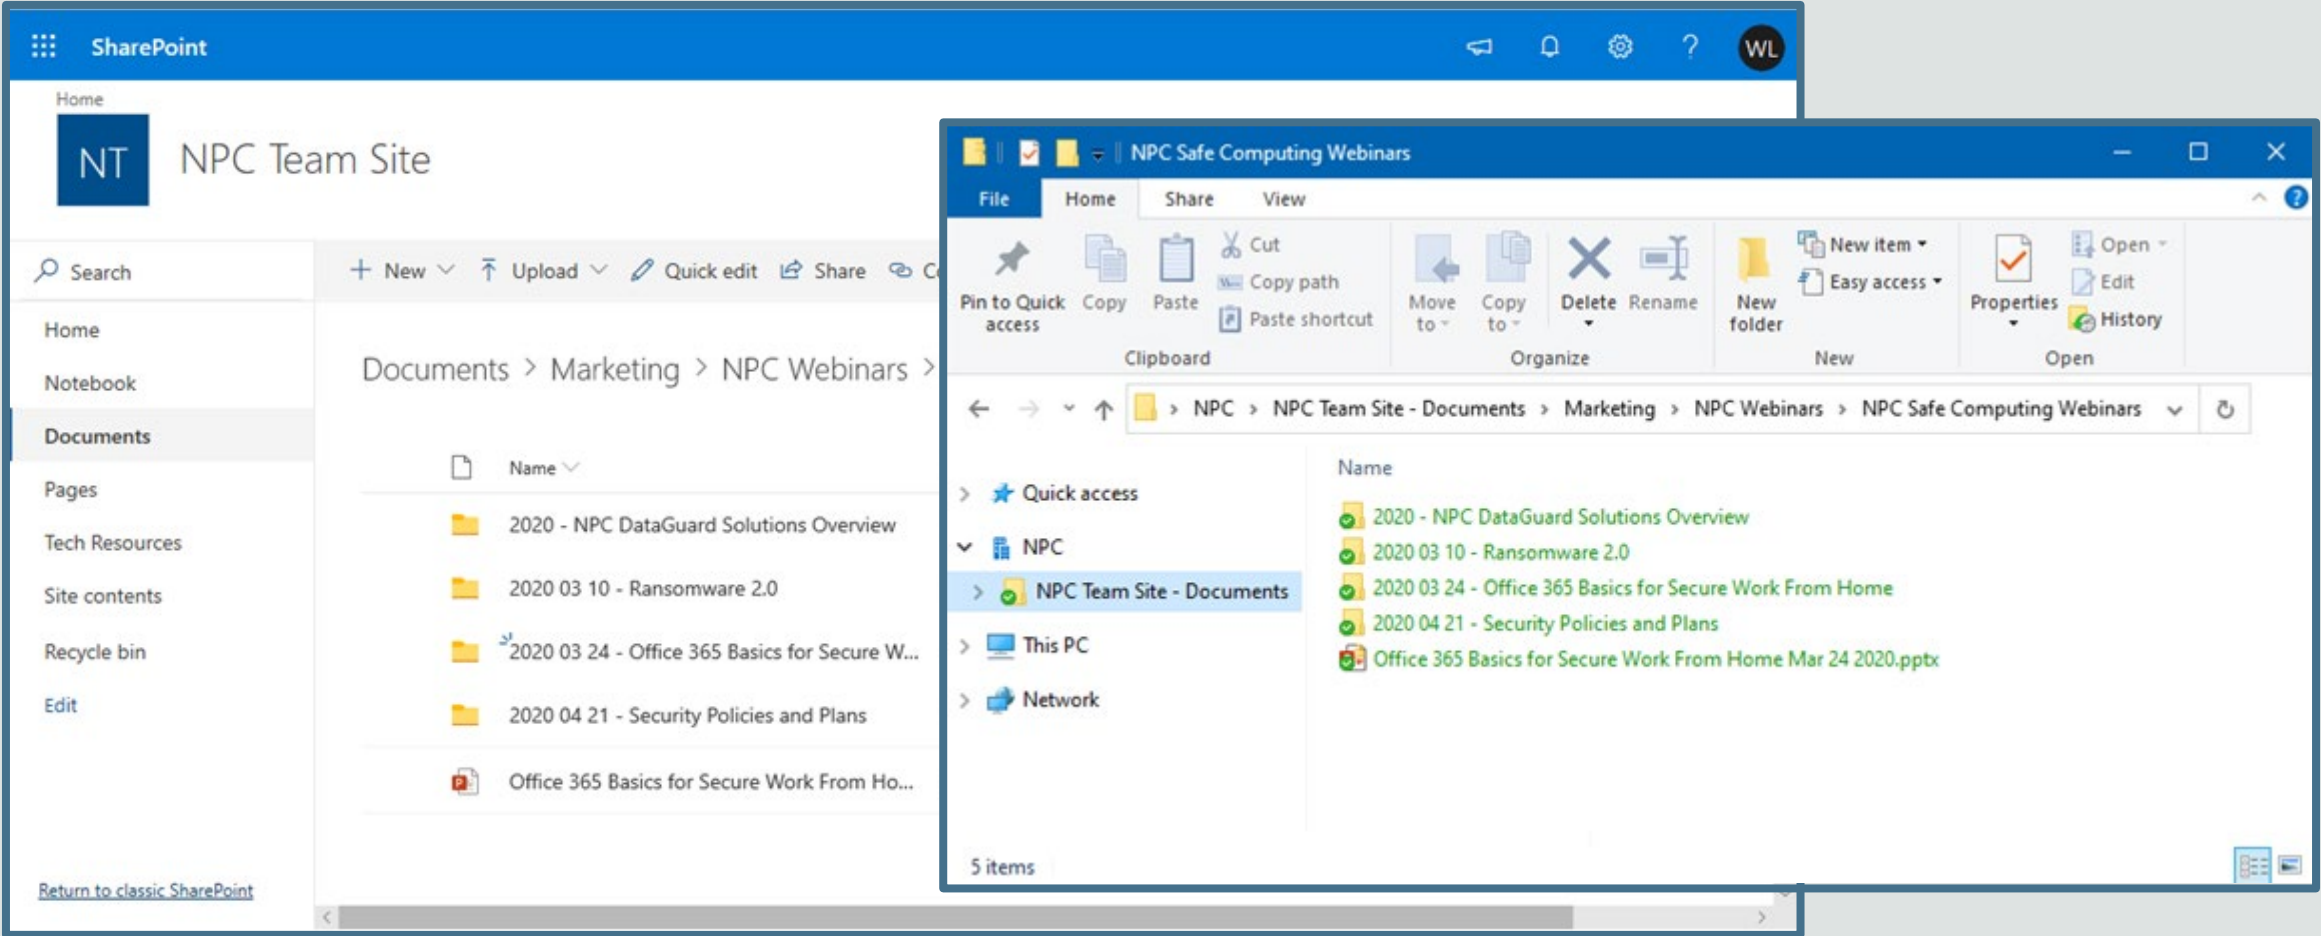 SharePoint
WL
Home
NT
NPC Team Site
Search
Home
Notebook
Documents
Pages
Tech Resources
Site contents
Recycle bin
Edit
Return to classic SharePoint
New Upload Quick edit Share
Documents > Marketing > NPC Webinars >
Name
2020 - NPC DataGuard Solutions Overview
2020 03 10 - Ransomware 2.0
2020 03 24 - Office 365 Basics for Secure W...
2020 04 21 - Security Policies and Plans
Office 365 Basics for Secure Work From Ho...
NPC Safe Computing Webinars
File Home Share View
Pin to Quick access
Copy
Paste
Cut
Copy path
Paste shortcut
Clipboard
Move to
Copy to
Delete
Rename
Organize
New folder
New item
Easy access
New
Properties
Open
Edit
History
Open
NPC > NPC Team Site - Documents > Marketing > NPC Webinars > NPC Safe Computing Webinars
Quick access
NPC
NPC Team Site - Documents
This PC
Network
Name
2020 - NPC DataGuard Solutions Overview
2020 03 10 - Ransomware 2.0
2020 03 24 - Office 365 Basics for Secure Work From Home
2020 04 21 - Security Policies and Plans
Office 365 Basics for Secure Work From Home Mar 24 2020.pptx
5 items